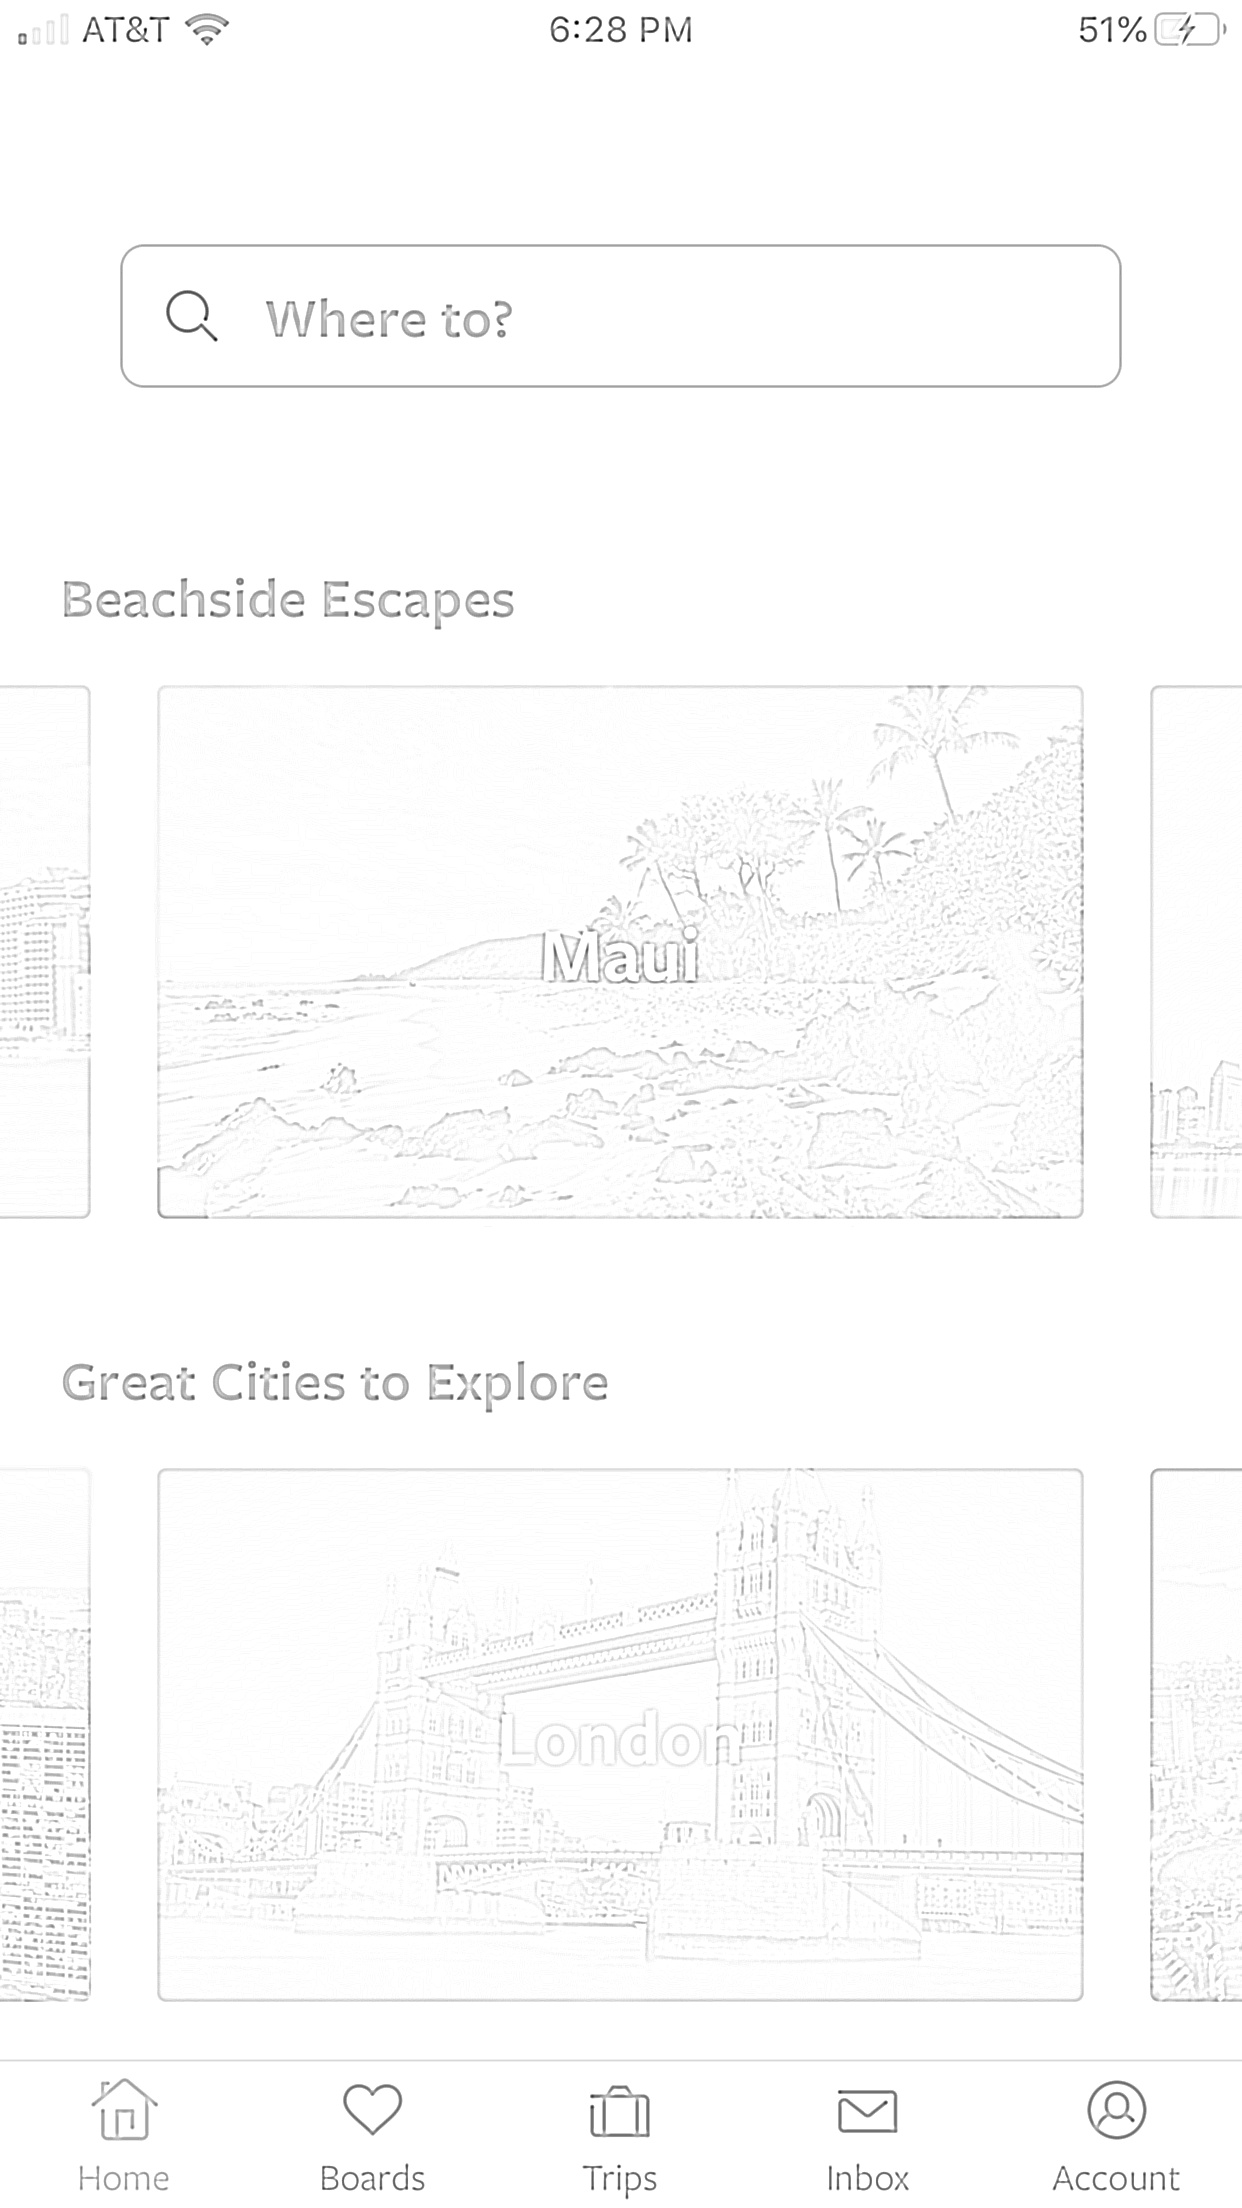 AT&T 6:28 PM 51%
Where to?
Beachside Escapes
Maui
Great Cities to Explore
London
Home Boards Trips Inbox Account